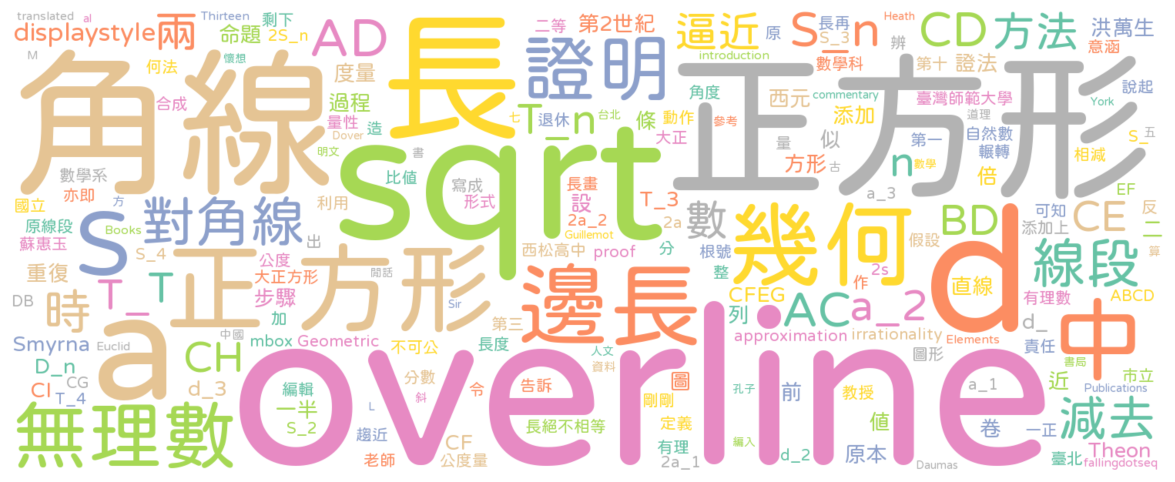 translated al Thirteen 剩下 二等 第2世紀 原 長再 辨 Heath 洪萬生
displaystyle 兩 命題 2S_n AD 長 逼近 S_n S_3 CD 方法 意涵
M 懷想 何法 度量 證明 introduction 數學科 第十 證法
角線 合成 過程 量性 造 Dover T_n 退休 台北 條 動作 大正 角度 西元 commentary 添加 臺灣師範大學 York 說起
正方形 七 參考 量 似 第一 自然數 道理 S_ 五
數學系 明文 書 sqrt 方形 古 n 數學 輾轉 相減
亦即 比值 寫成 形式 長畫 設 T_3 數 a_3 倍 EF
國立 方 利用 2a_2 2a 幾何 BD CE 可知 反 二
原線段 Books S 對角線 出 Guillemot 分 根號 假設 添加上 算
蘇惠玉 S_4 公度 西松高中 proof 整 2s 線段
重復 T_ T 正方形 大正方形 閒話 Sir 邊長 CFEG 作 直線 d 有理數 ABCD
DB 時 a 步驟 加 第三 列 AC a_2 d_ 中
Smyrna Euclid 中國 mbox Geometric 不可公 長度 approximation irrationality Elements 責任 書局
D_n CH 人文 資料 圖 圖形 近 市立 Publications
CI CG d_3 編輯 分數 令 告訴 剛剛 孔子 前 教授 a_1 減去
T_4 無理數 一半 S_2 L 斜 趨近 長絕不相等 定義 編入 值 卷 一正
overline CF 老師 公度量 有理 2a_1 d_2 原本 Daumas 臺北 Theon fallingdotseq